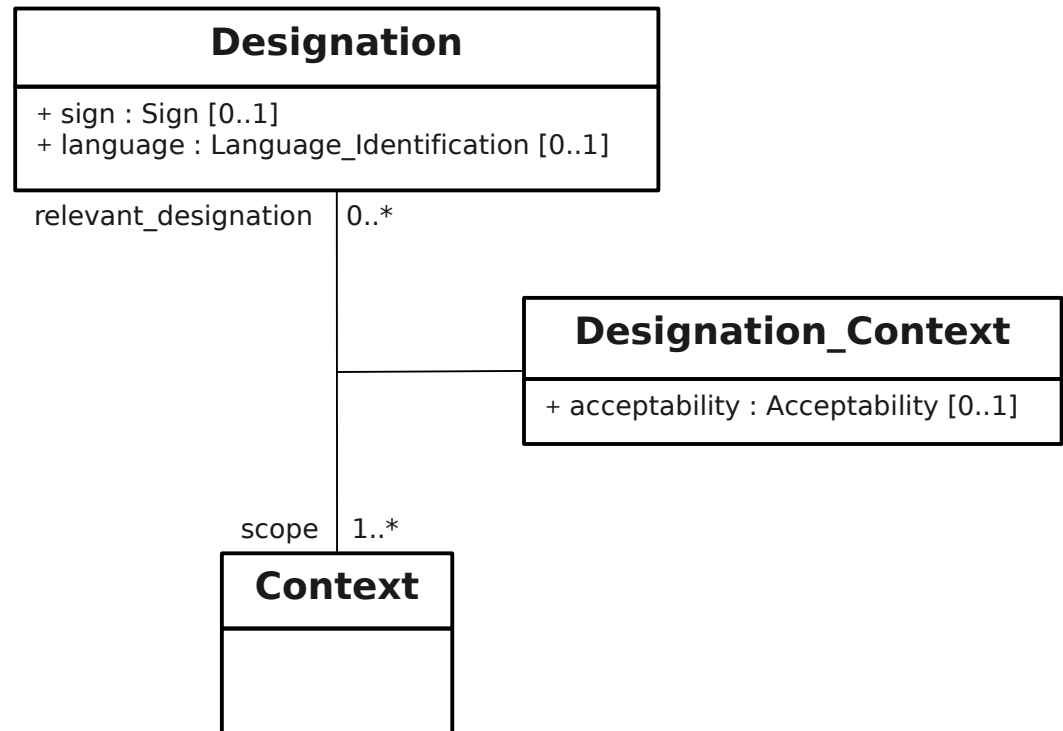 Designation
+ sign : Sign [0..1]
+ language : Language_Identification [0..1]
relevant_designation 0..*
Designation_Context
+ acceptability : Acceptability [0..1]
scope 1..*
Context